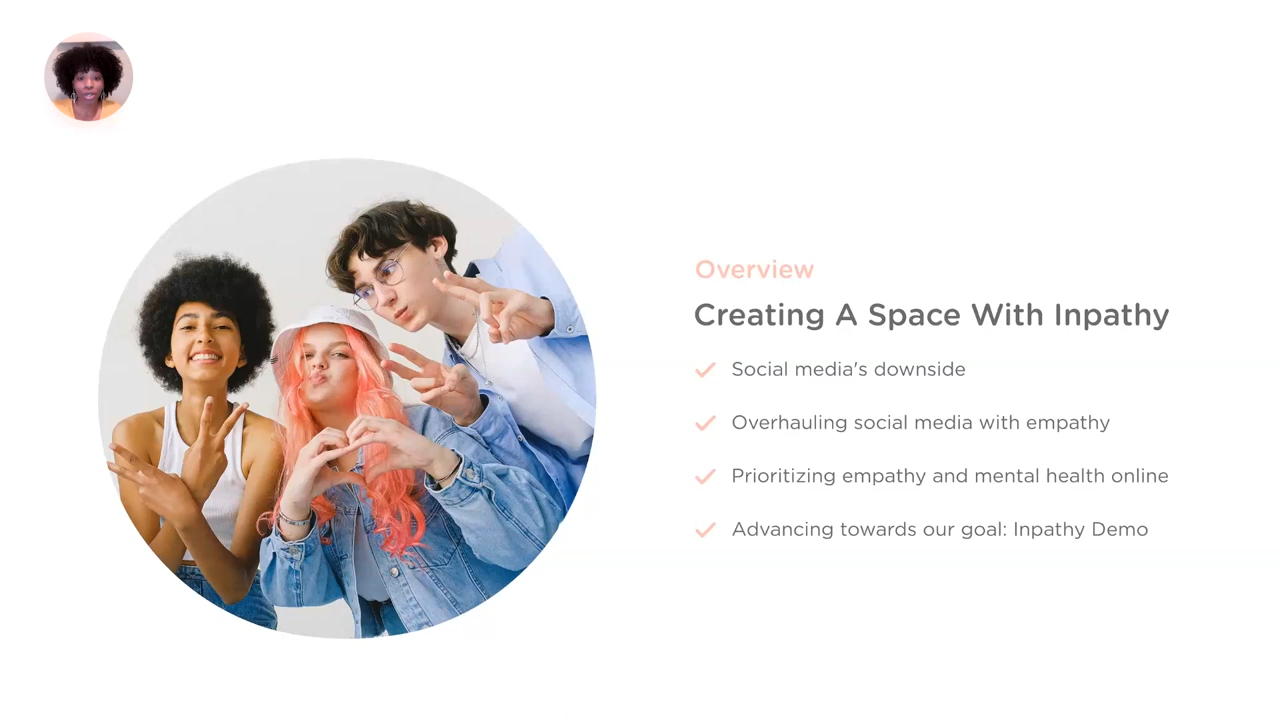 Overview
Creating A Space With Inpathy
Social media's downside
Overhauling social media with empathy
Prioritizing empathy and mental health online
Advancing towards our goal: Inpathy Demo